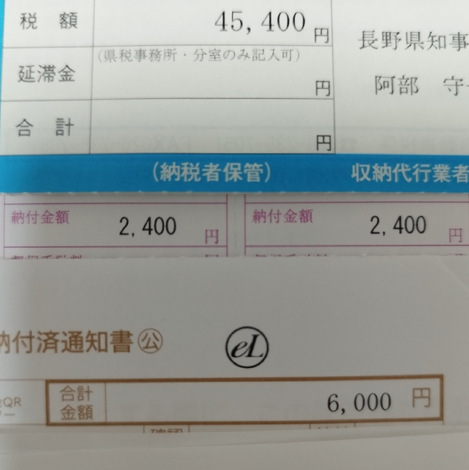 税 額 45,400 円
(県税事務所・分室のみ記入可)
延滞金 円
合 計 円
長野県知事
阿部 守
(納税者保管) 収納代行業者
納付金額 2,400 円 納付金額 2,400 円
納付済通知書 公 eL
QR 合計金額 6,000 円